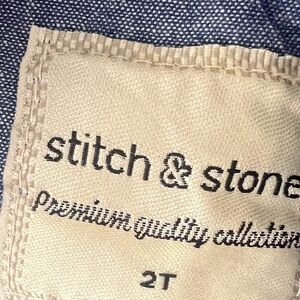 stitch & stone
premium quality collection
2T